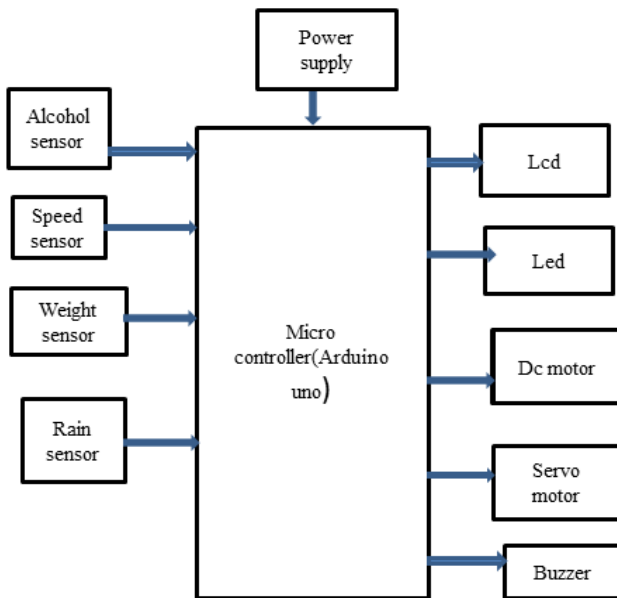 Power
supply
Alcohol
sensor
Speed
sensor
Weight
sensor
Rain
sensor
Micro
controller(Arduino
uno)
Lcd
Led
Dc motor
Servo
motor
Buzzer